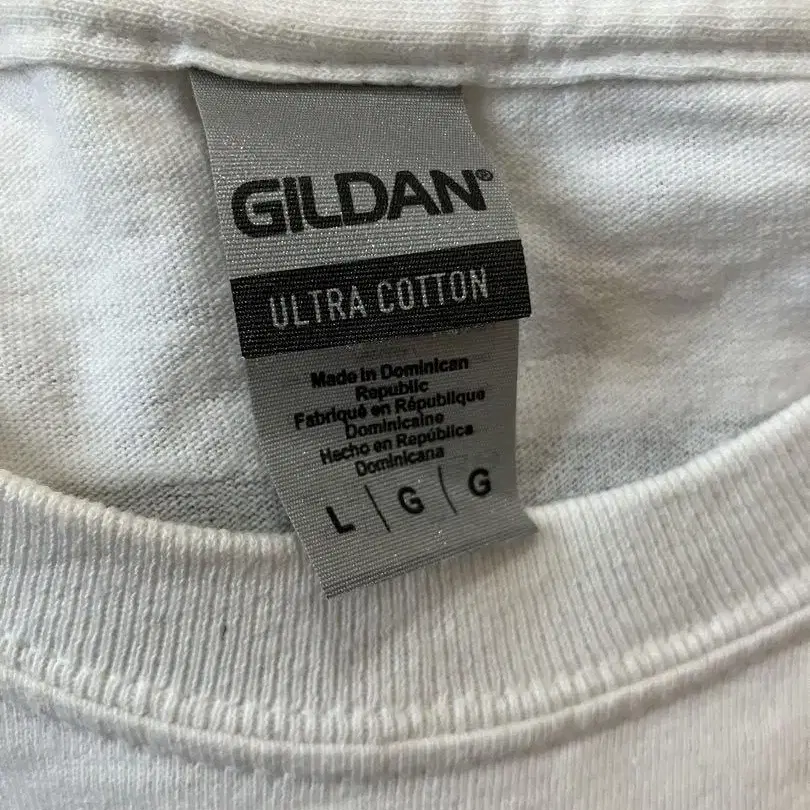 GILDAN®
ULTRA COTTON
Made in Dominican
Republic
Fabriqué en République
Dominicaine
Hecho en República
Dominicana
L | G | G